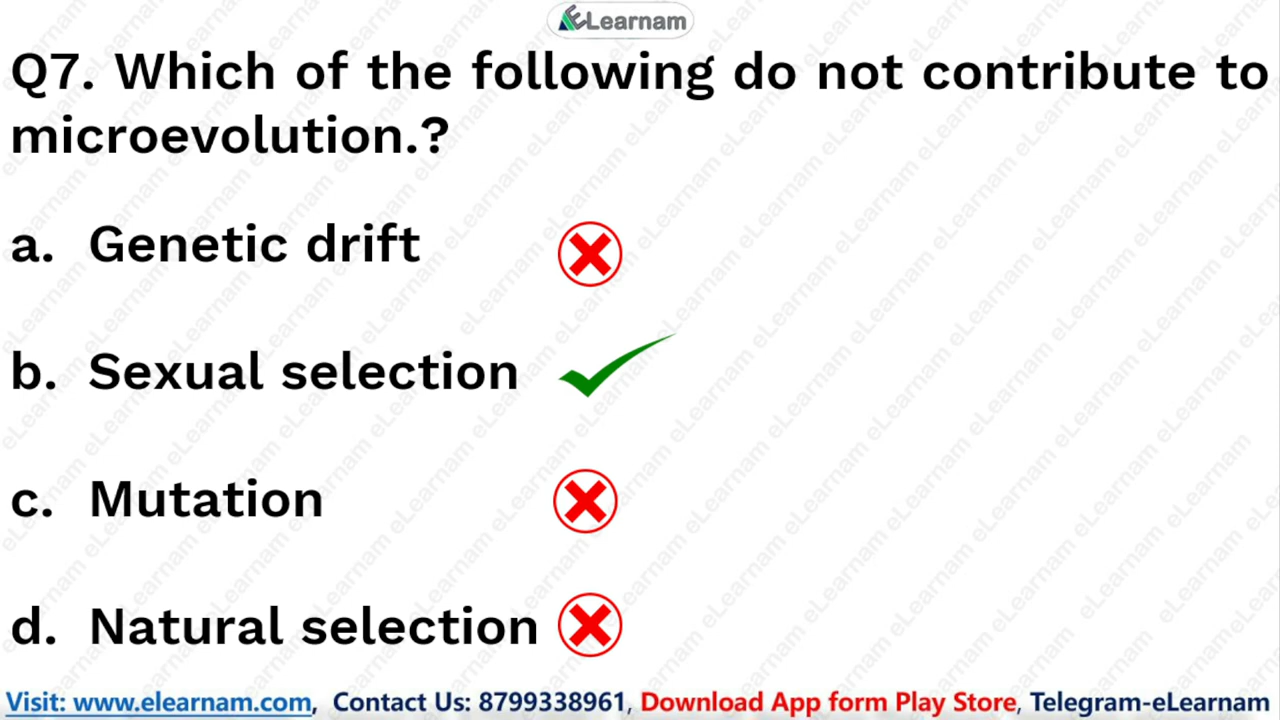 eLearnam
Q7. Which of the following do not contribute to
microevolution.?
a. Genetic drift
b. Sexual selection
c. Mutation
d. Natural selection
Visit: www.elearnam.com, Contact Us: 8799338961, Download App form Play Store, Telegram-eLearnam